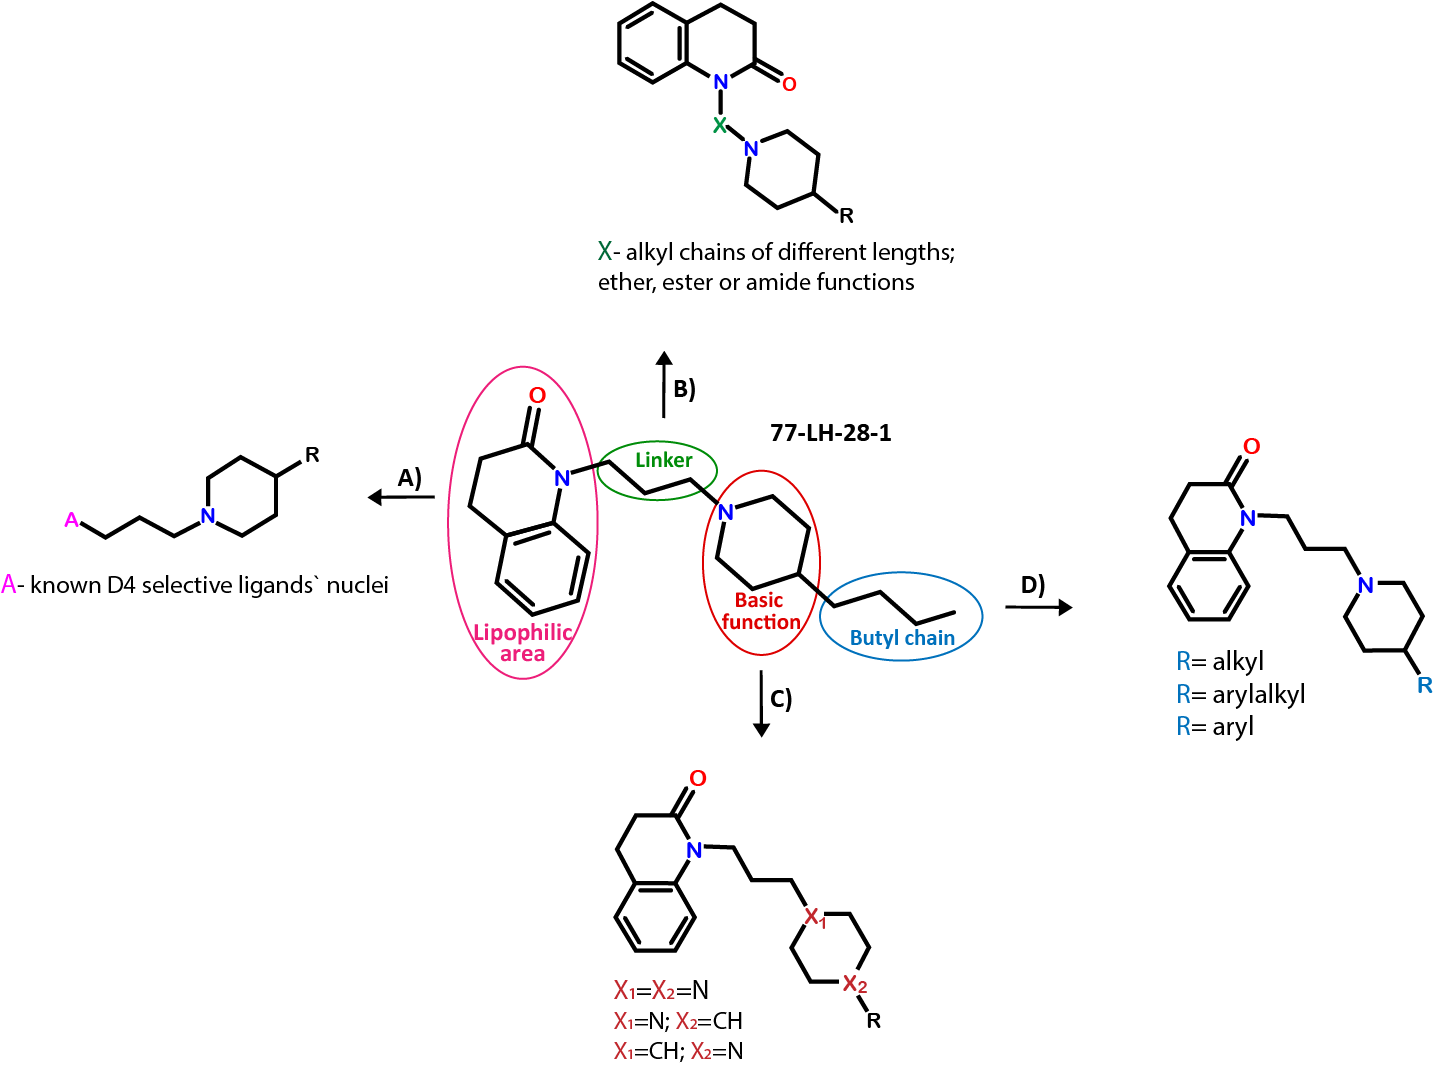 N
O
X
N
R
X- alkyl chains of different lengths;
ether, ester or amide functions
B)
77-LH-28-1
O
N
Linker
N
Basic
function
Butyl chain
Lipophilic
area
A)
R
N
A
A- known D4 selective ligands` nuclei
D)
O
N
N
R
R= alkyl
R= arylalkyl
R= aryl
C)
O
N
X₁
X₂
R
X₁=X₂=N
X₁=N; X₂=CH
X₁=CH; X₂=N